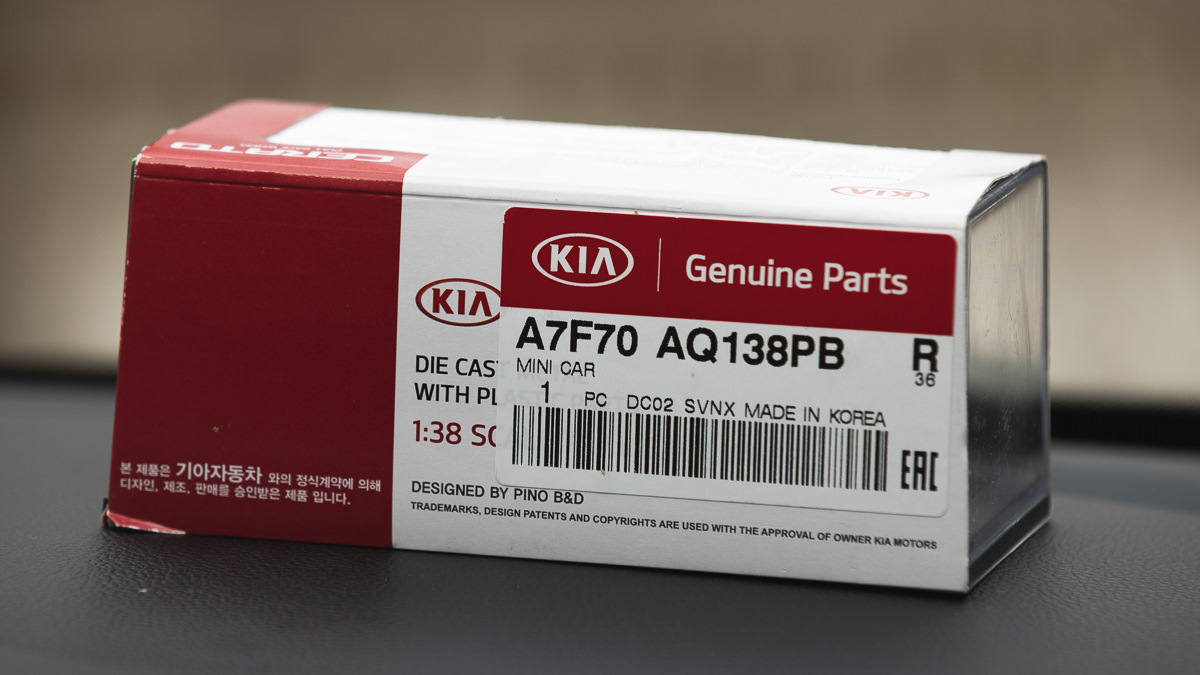 CERATO
KIA
KIA
Genuine Parts
KIA
A7F70 AQ138PB
R
36
MINI CAR
1 PC DC02 SVNX MADE IN KOREA
EAC
DIE CAS
WITH PL
1:38 SC
DESIGNED BY PINO B&D
TRADEMARKS, DESIGN PATENTS AND COPYRIGHTS ARE USED WITH THE APPROVAL OF OWNER KIA MOTORS
본 제품은 기아자동차 와의 정식계약에 의해
디자인, 제조, 판매를 승인받은 제품 입니다.